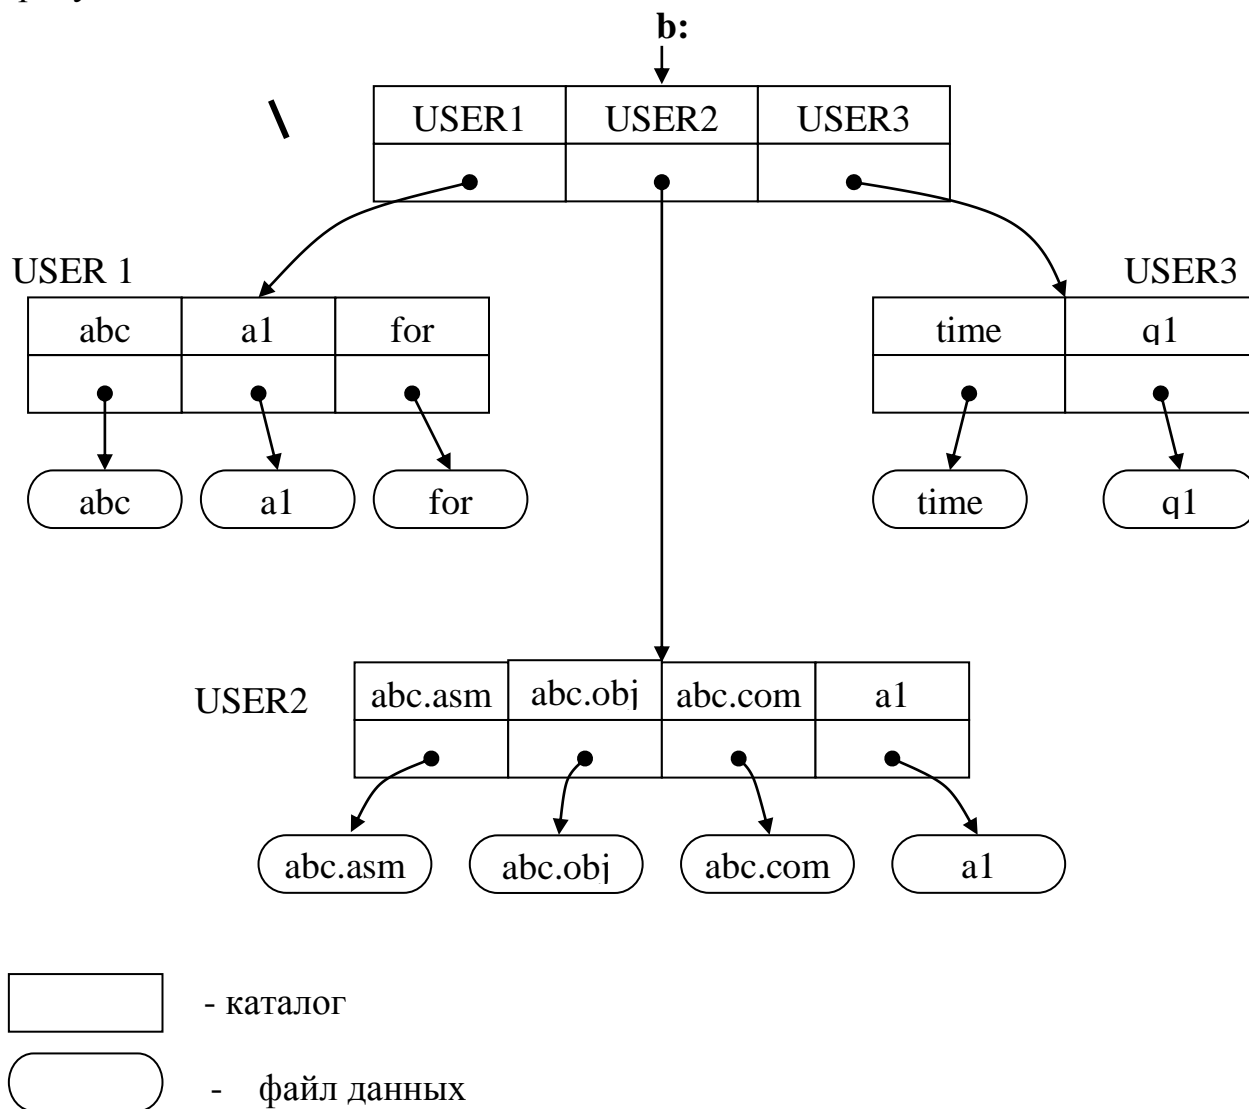 b:
\
USER1 USER2 USER3
USER 1 USER3
abc a1 for time q1
abc a1 for time q1
USER2 abc.asm abc.obj abc.com a1
abc.asm abc.obj abc.com a1
- каталог
- файл данных